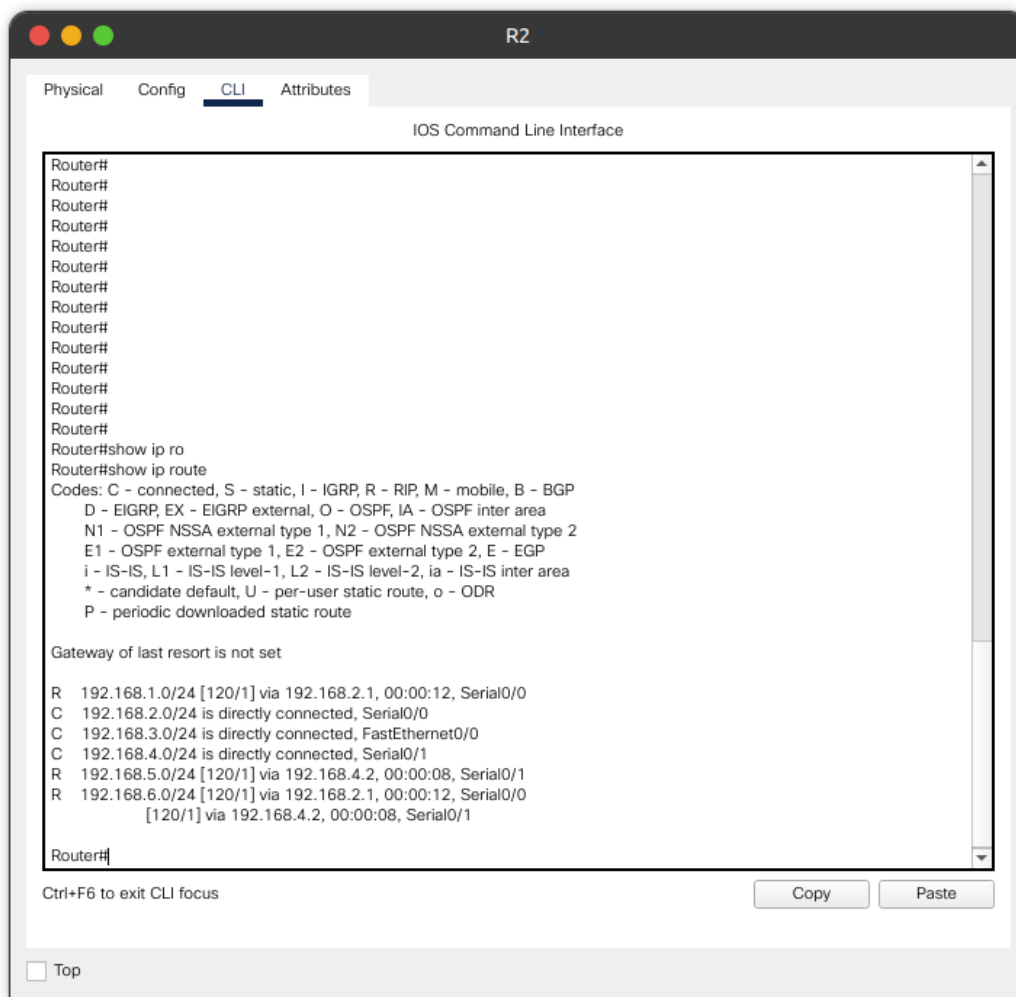 R2
Physical Config CLI Attributes
IOS Command Line Interface
Router#
Router#
Router#
Router#
Router#
Router#
Router#
Router#
Router#
Router#
Router#
Router#
Router#
Router#
Router#show ip ro
Router#show ip route
Codes: C - connected, S - static, I - IGRP, R - RIP, M - mobile, B - BGP
D - EIGRP, EX - EIGRP external, O - OSPF, IA - OSPF inter area
N1 - OSPF NSSA external type 1, N2 - OSPF NSSA external type 2
E1 - OSPF external type 1, E2 - OSPF external type 2, E - EGP
i - IS-IS, L1 - IS-IS level-1, L2 - IS-IS level-2, ia - IS-IS inter area
* - candidate default, U - per-user static route, o - ODR
P - periodic downloaded static route
Gateway of last resort is not set
R 192.168.1.0/24 [120/1] via 192.168.2.1, 00:00:12, Serial0/0
C 192.168.2.0/24 is directly connected, Serial0/0
C 192.168.3.0/24 is directly connected, FastEthernet0/0
C 192.168.4.0/24 is directly connected, Serial0/1
R 192.168.5.0/24 [120/1] via 192.168.4.2, 00:00:08, Serial0/1
R 192.168.6.0/24 [120/1] via 192.168.2.1, 00:00:12, Serial0/0
[120/1] via 192.168.4.2, 00:00:08, Serial0/1
Router#
Ctrl+F6 to exit CLI focus
Copy Paste
Top